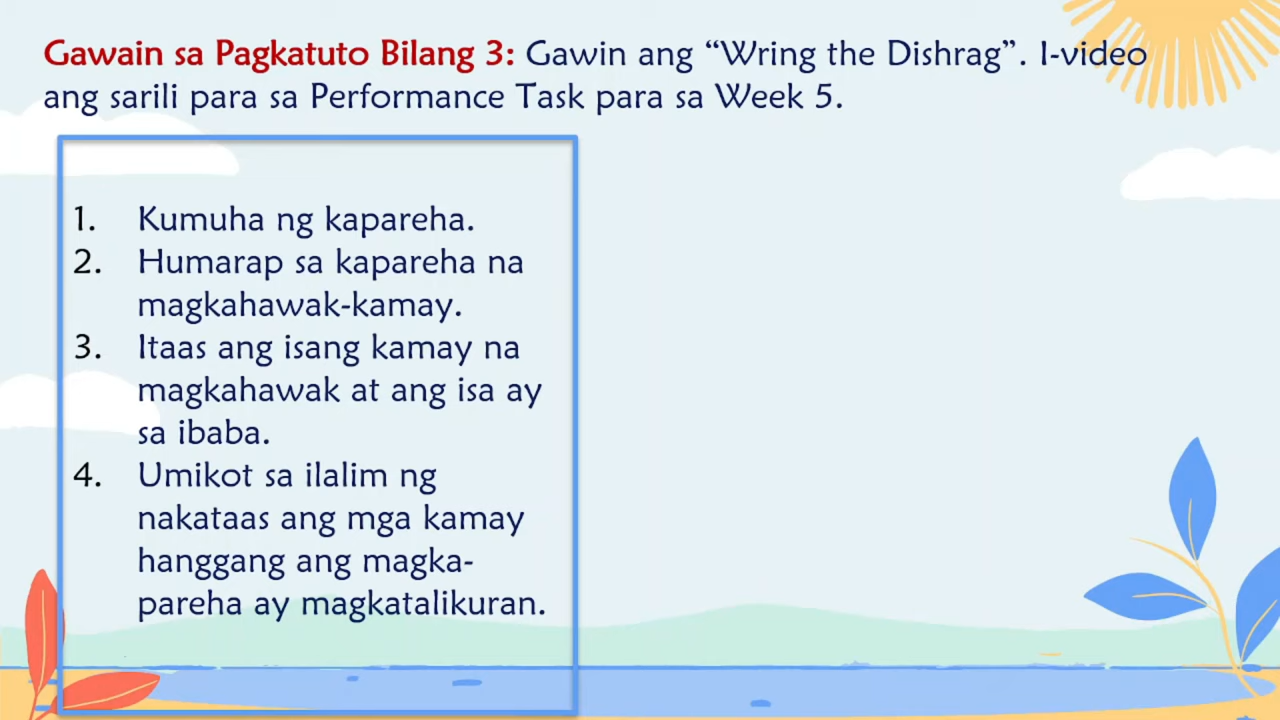 Gawain sa Pagkatuto Bilang 3: Gawin ang “Wring the Dishrag”. I-video
ang sarili para sa Performance Task para sa Week 5.
1. Kumuha ng kapareha.
2. Humarap sa kapareha na
magkahawak-kamay.
3. Itaas ang isang kamay na
magkahawak at ang isa ay
sa ibaba.
4. Umikot sa ilalim ng
nakataas ang mga kamay
hanggang ang magka-
pareha ay magkatalikuran.